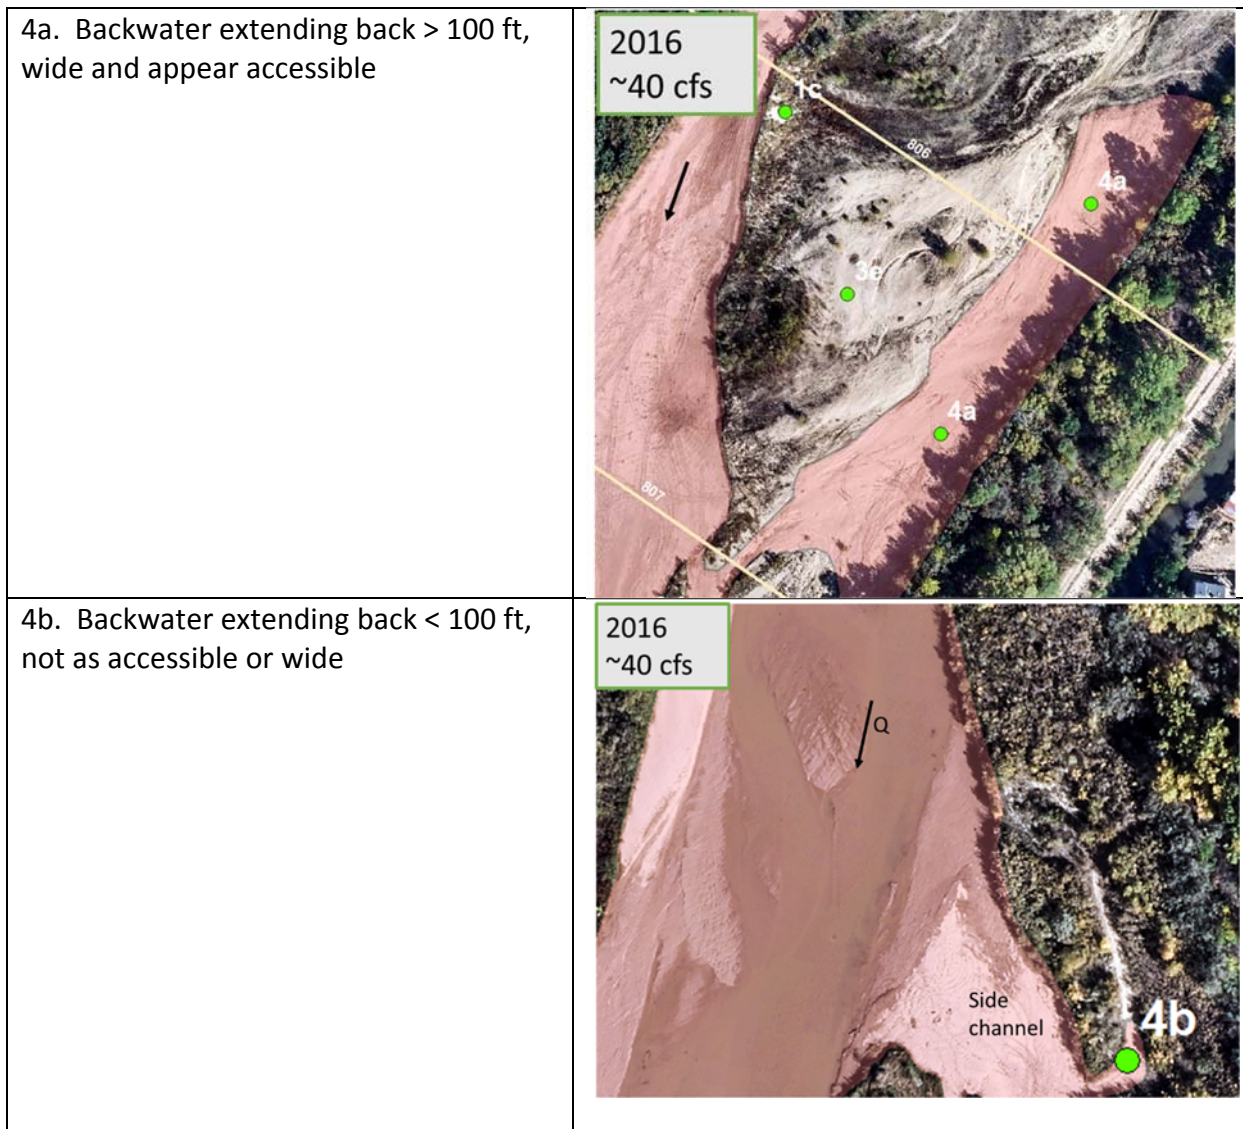 4a. Backwater extending back > 100 ft,
wide and appear accessible
2016
~40 cfs
1c
806
4a
3e
4a
807
4b. Backwater extending back < 100 ft,
not as accessible or wide
2016
~40 cfs
Q
Side
channel
4b